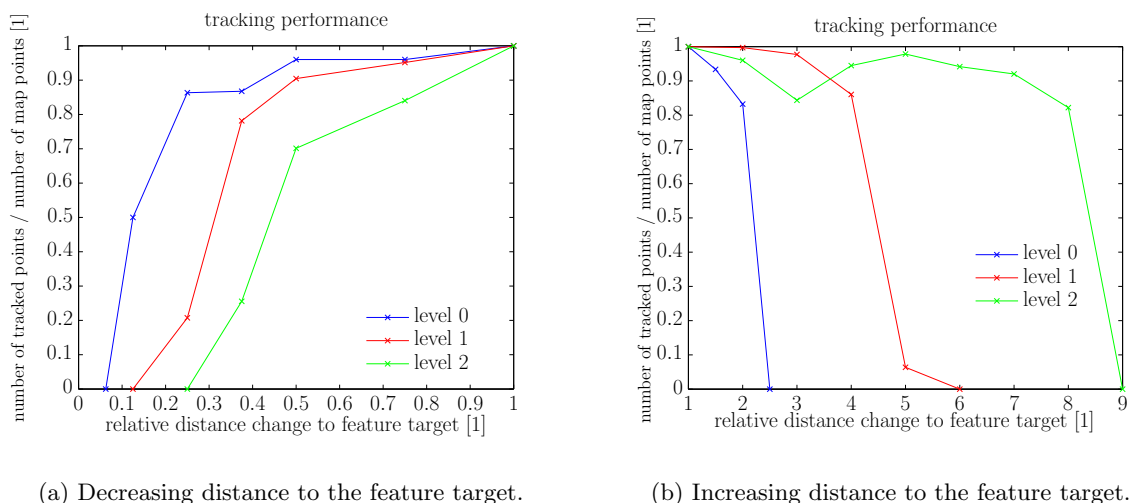 tracking performance
number of tracked points / number of map points [1]
1
0.9
0.8
0.7
0.6
0.5
0.4
0.3
0.2
0.1
0
level 0
level 1
level 2
0 0.1 0.2 0.3 0.4 0.5 0.6 0.7 0.8 0.9 1
relative distance change to feature target [1]
(a) Decreasing distance to the feature target.
tracking performance
number of tracked points / number of map points [1]
1
0.9
0.8
0.7
0.6
0.5
0.4
0.3
0.2
0.1
0
level 0
level 1
level 2
1 2 3 4 5 6 7 8 9
relative distance change to feature target [1]
(b) Increasing distance to the feature target.